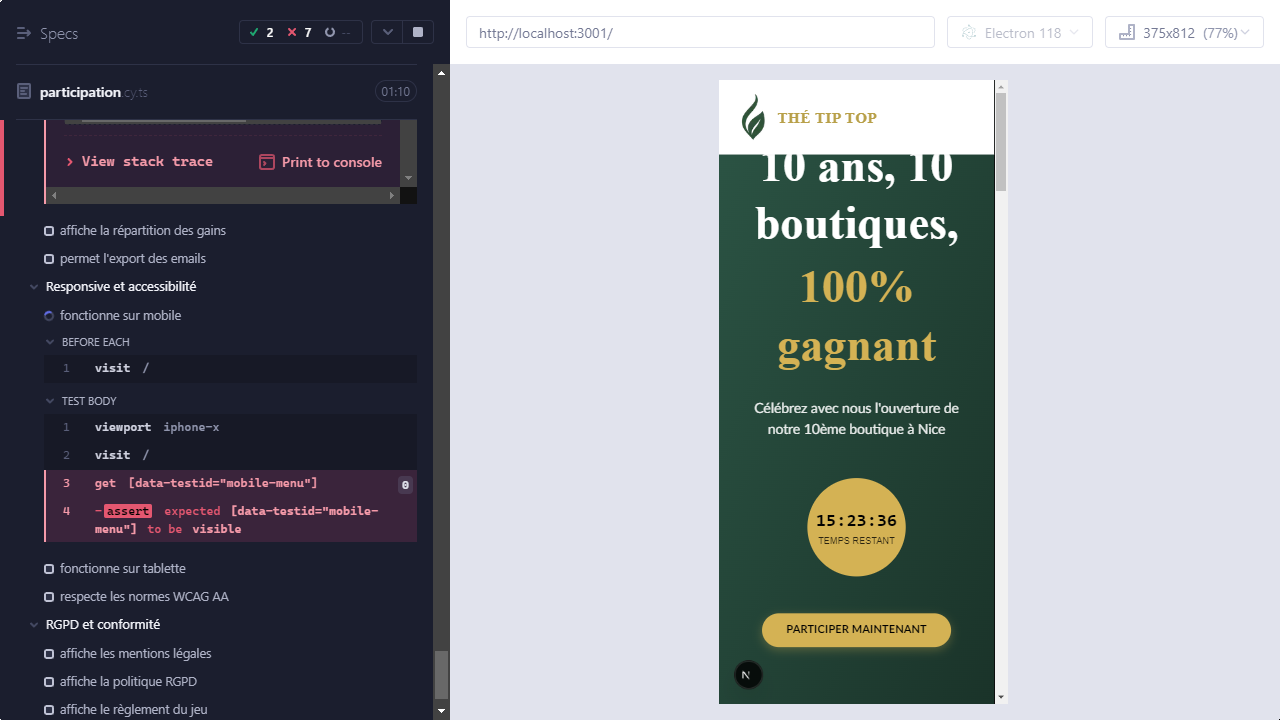 Specs
2
7
--
participation.cy.ts
01:10
View stack trace
Print to console
affiche la répartition des gains
permet l'export des emails
Responsive et accessibilité
fonctionne sur mobile
BEFORE EACH
1 visit /
TEST BODY
1 viewport iphone-x
2 visit /
3 get [data-testid="mobile-menu"] 0
4 -assert expected [data-testid="mobile-
menu"] to be visible
fonctionne sur tablette
respecte les normes WCAG AA
RGPD et conformité
affiche les mentions légales
affiche la politique RGPD
affiche le règlement du jeu
http://localhost:3001/
Electron 118
375x812 (77%)
THÉ TIP TOP
10 ans, 10
boutiques,
100%
gagnant
Célébrez avec nous l'ouverture de
notre 10ème boutique à Nice
15:23:36
TEMPS RESTANT
PARTICIPER MAINTENANT
N